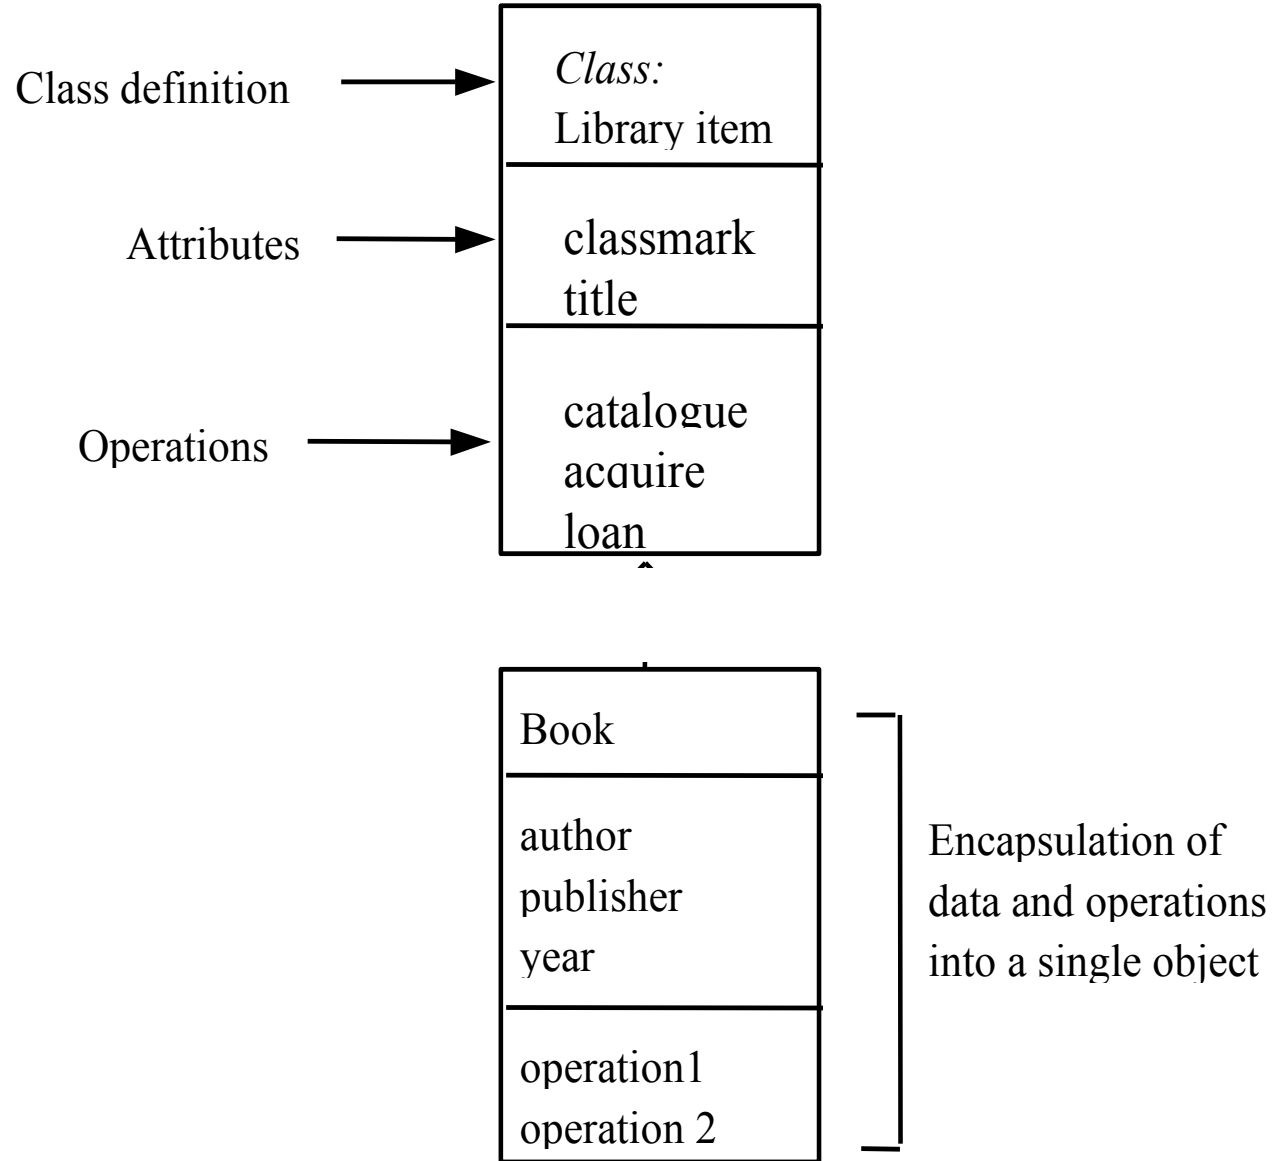 Class definition
Class:
Library item
Attributes
classmark
title
Operations
catalogue
acquire
loan
Book
author
publisher
year
operation1
operation 2
Encapsulation of
data and operations
into a single object